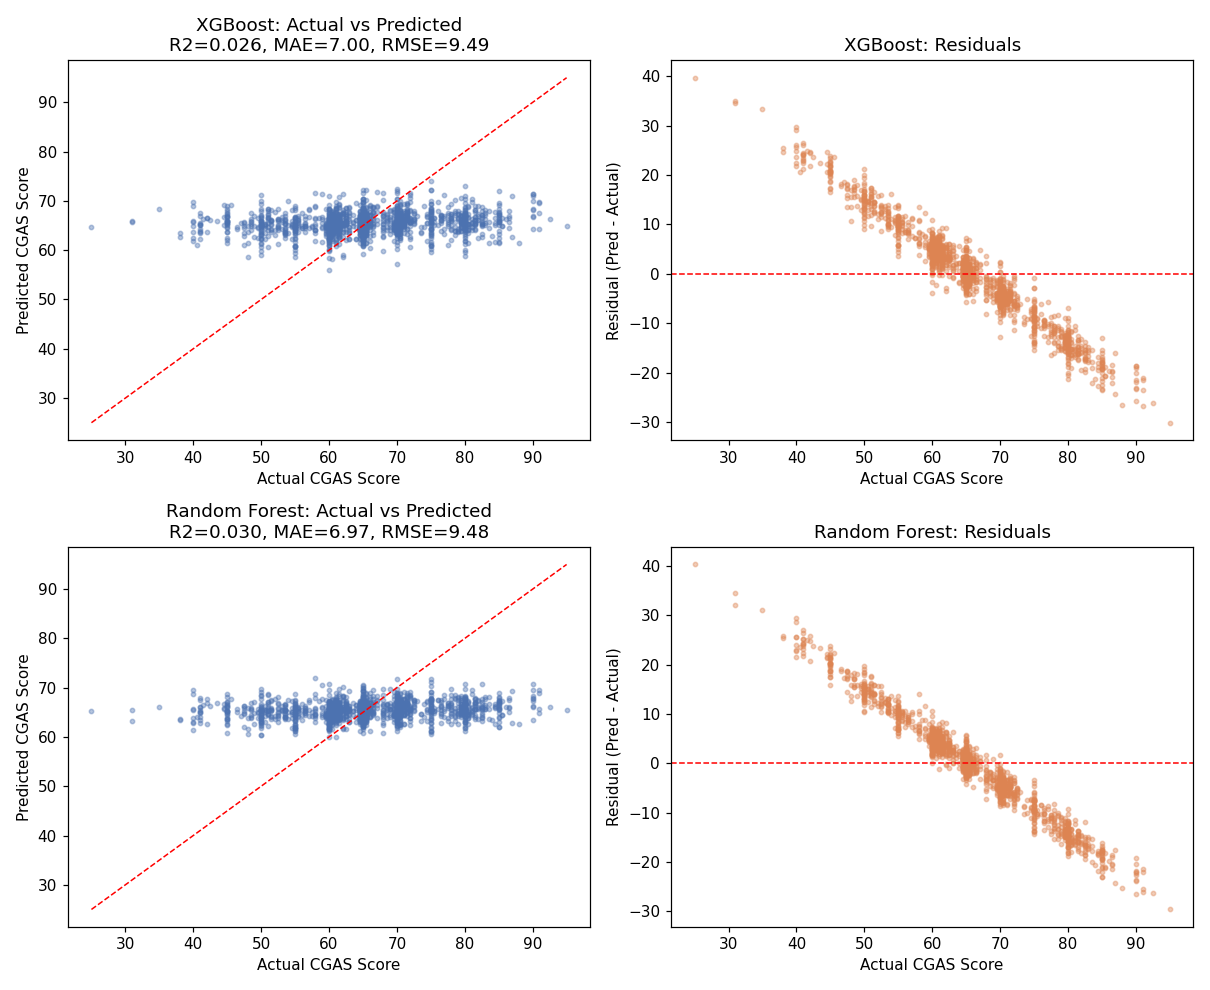 XGBoost: Actual vs Predicted
R2=0.026, MAE=7.00, RMSE=9.49
90
80
70
60
50
40
30
Predicted CGAS Score
30 40 50 60 70 80 90
Actual CGAS Score
XGBoost: Residuals
40
30
20
10
0
−10
−20
−30
Residual (Pred - Actual)
30 40 50 60 70 80 90
Actual CGAS Score
Random Forest: Actual vs Predicted
R2=0.030, MAE=6.97, RMSE=9.48
90
80
70
60
50
40
30
Predicted CGAS Score
30 40 50 60 70 80 90
Actual CGAS Score
Random Forest: Residuals
40
30
20
10
0
−10
−20
−30
Residual (Pred - Actual)
30 40 50 60 70 80 90
Actual CGAS Score